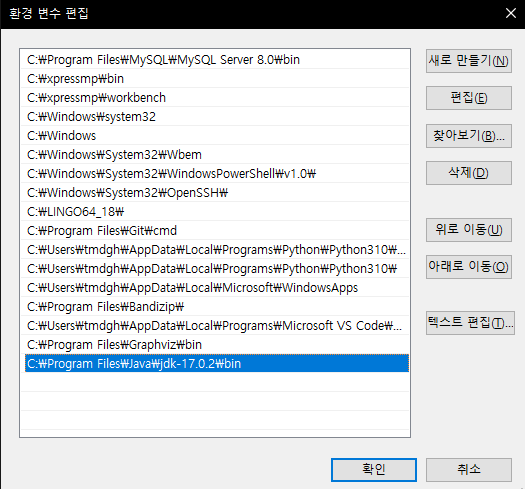 환경 변수 편집
C:₩Program Files₩MySQL₩MySQL Server 8.0₩bin
C:₩xpressmp₩bin
C:₩xpressmp₩workbench
C:₩Windows₩system32
C:₩Windows
C:₩Windows₩System32₩Wbem
C:₩Windows₩System32₩WindowsPowerShell₩v1.0₩
C:₩Windows₩System32₩OpenSSH₩
C:₩LINGO64_18₩
C:₩Program Files₩Git₩cmd
C:₩Users₩tmdgh₩AppData₩Local₩Programs₩Python₩Python310₩...
C:₩Users₩tmdgh₩AppData₩Local₩Programs₩Python₩Python310₩
C:₩Users₩tmdgh₩AppData₩Local₩Microsoft₩WindowsApps
C:₩Program Files₩Bandizip₩
C:₩Users₩tmdgh₩AppData₩Local₩Programs₩Microsoft VS Code₩...
C:₩Program Files₩Graphviz₩bin
C:₩Program Files₩Java₩jdk-17.0.2₩bin
새로 만들기(N)
편집(E)
찾아보기(B)...
삭제(D)
위로 이동(U)
아래로 이동(O)
텍스트 편집(T)...
확인
취소